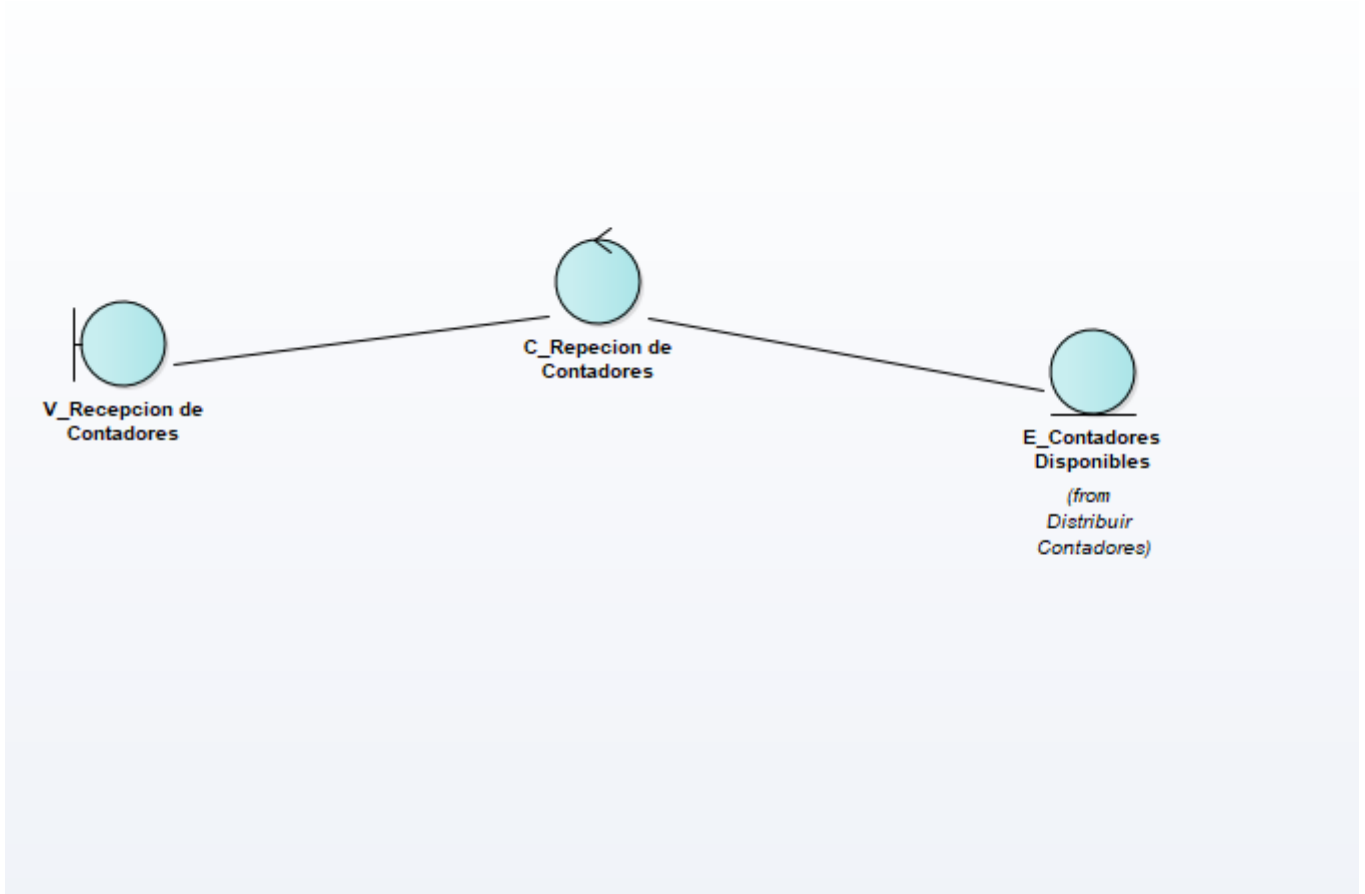 V_Recepcion de
Contadores
C_Repecion de
Contadores
E_Contadores
Disponibles
(from
Distribuir
Contadores)